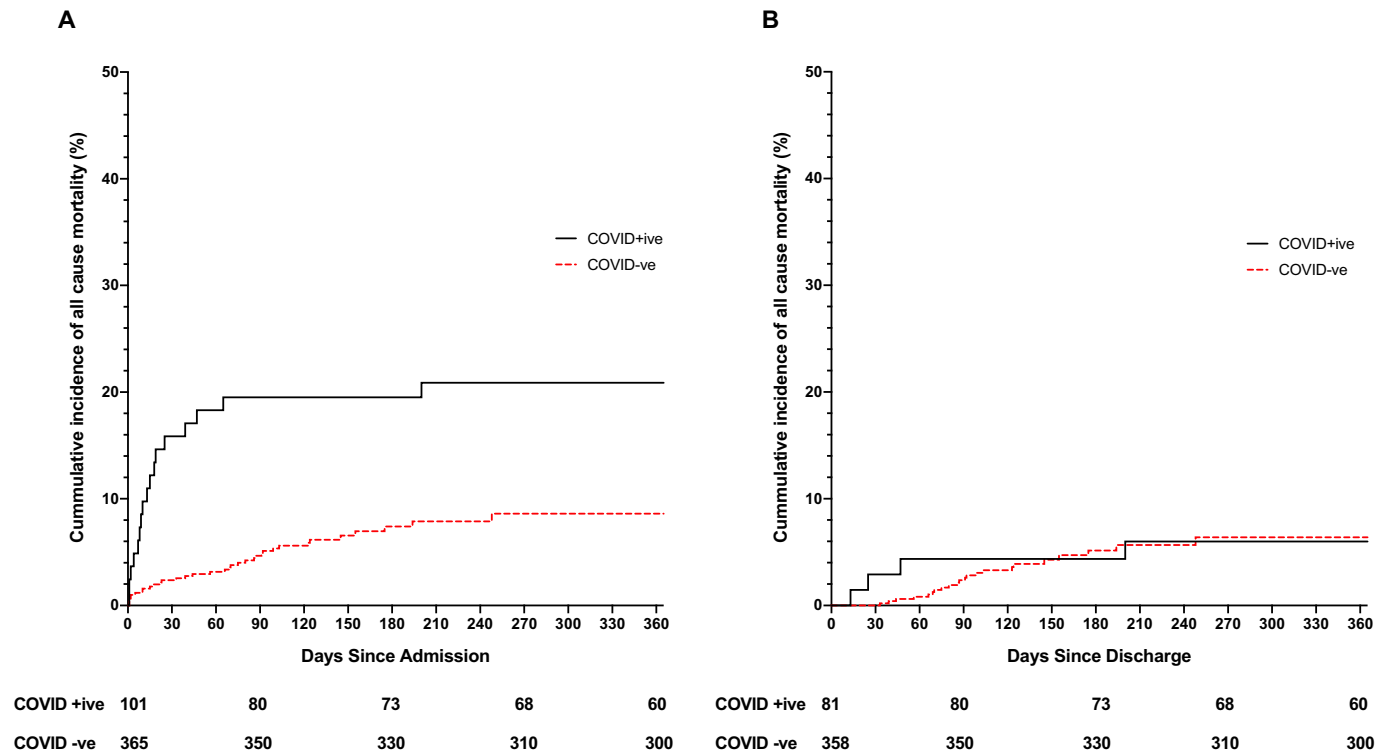 A
Cummulative incidence of all cause mortality (%)
50
40
30
20
10
0
COVID+ive
COVID-ve
0 30 60 90 120 150 180 210 240 270 300 330 360
Days Since Admission
COVID +ive 101 80 73 68 60
COVID -ve 365 350 330 310 300
B
Cummulative incidence of all cause mortality (%)
50
40
30
20
10
0
COVID+ive
COVID-ve
0 30 60 90 120 150 180 210 240 270 300 330 360
Days Since Discharge
COVID +ive 81 80 73 68 60
COVID -ve 358 350 330 310 300